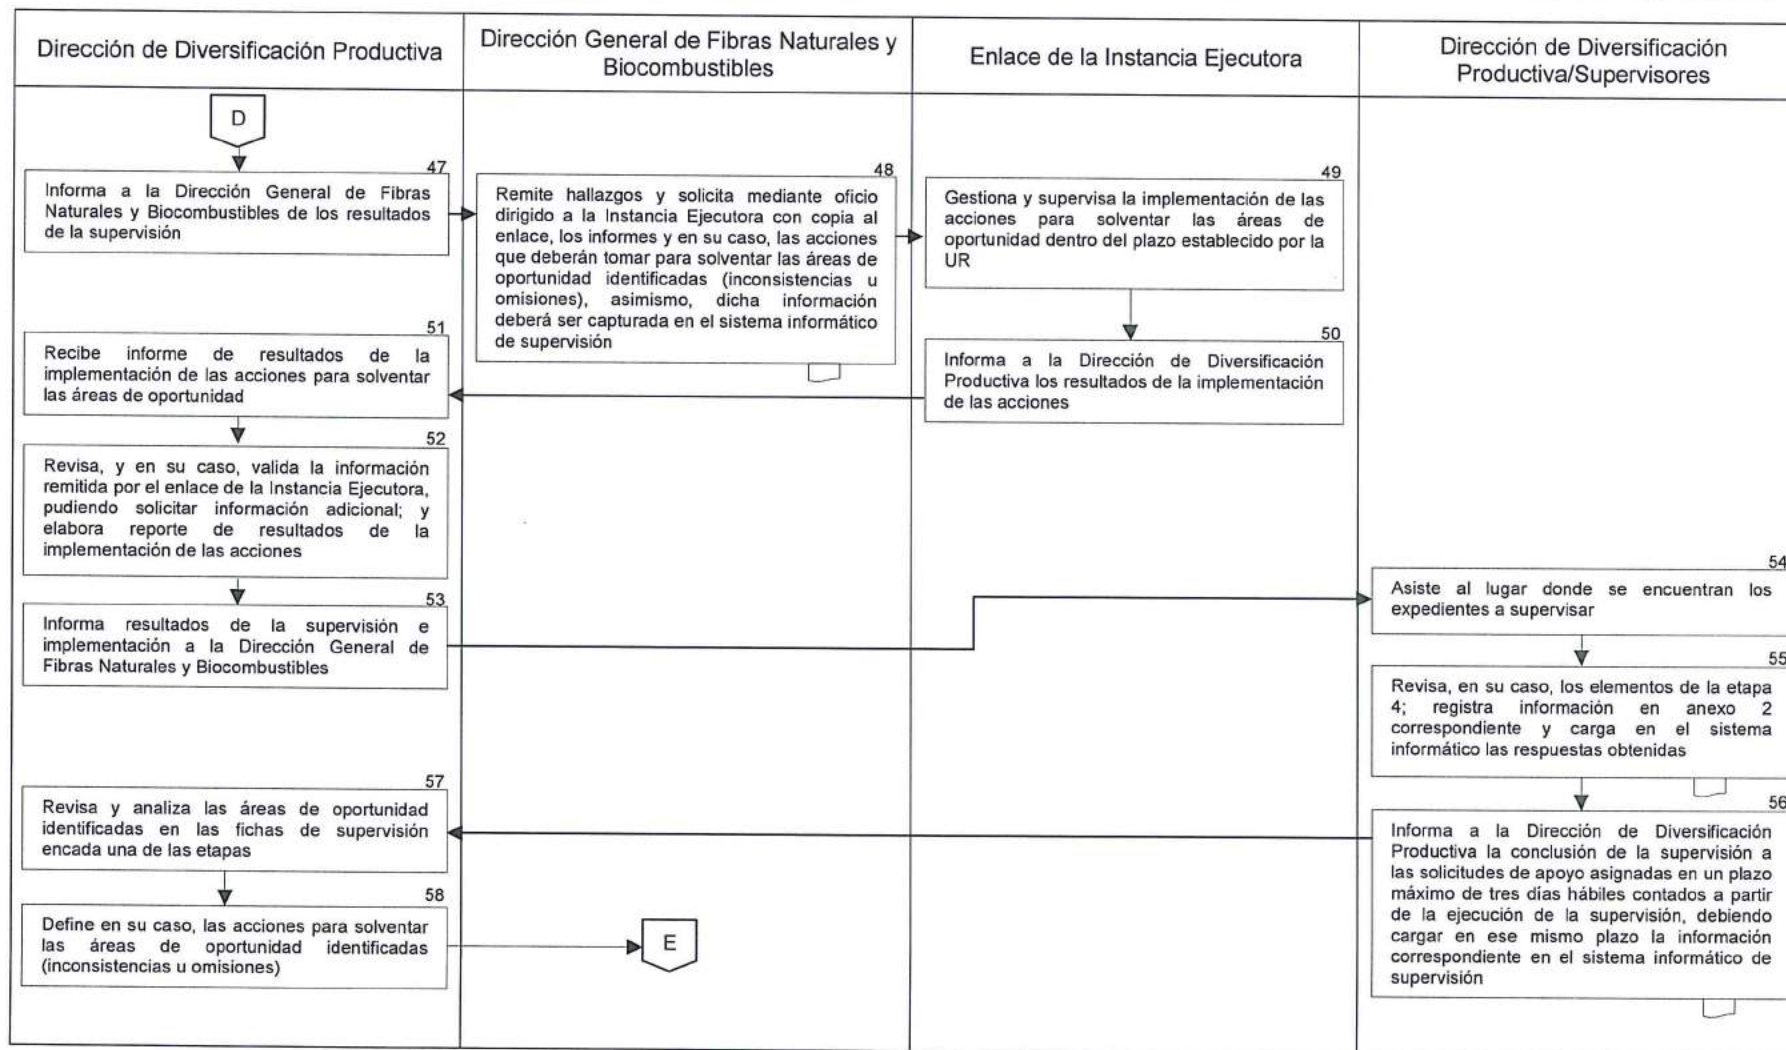 Dirección de Diversificación Productiva
Dirección General de Fibras Naturales y
Biocombustibles
Enlace de la Instancia Ejecutora
Dirección de Diversificación
Productiva/Supervisores
D
47
Informa a la Dirección General de Fibras
Naturales y Biocombustibles de los resultados
de la supervisión
48
Remite hallazgos y solicita mediante oficio
dirigido a la Instancia Ejecutora con copia al
enlace, los informes y en su caso, las acciones
que deberán tomar para solventar las áreas de
oportunidad identificadas (inconsistencias u
omisiones), asimismo, dicha información
deberá ser capturada en el sistema informático
de supervisión
49
Gestiona y supervisa la implementación de las
acciones para solventar las áreas de
oportunidad dentro del plazo establecido por la
UR
50
Informa a la Dirección de Diversificación
Productiva los resultados de la implementación
de las acciones
51
Recibe informe de resultados de la
implementación de las acciones para solventar
las áreas de oportunidad
52
Revisa, y en su caso, valida la información
remitida por el enlace de la Instancia Ejecutora,
pudiendo solicitar información adicional; y
elabora reporte de resultados de la
implementación de las acciones
53
Informa resultados de la supervisión e
implementación a la Dirección General de
Fibras Naturales y Biocombustibles
54
Asiste al lugar donde se encuentran los
expedientes a supervisar
55
Revisa, en su caso, los elementos de la etapa
4; registra información en anexo 2
correspondiente y carga en el sistema
informático las respuestas obtenidas
56
Informa a la Dirección de Diversificación
Productiva la conclusión de la supervisión a
las solicitudes de apoyo asignadas en un plazo
máximo de tres días hábiles contados a partir
de la ejecución de la supervisión, debiendo
cargar en ese mismo plazo la información
correspondiente en el sistema informático de
supervisión
57
Revisa y analiza las áreas de oportunidad
identificadas en las fichas de supervisión
encada una de las etapas
58
Define en su caso, las acciones para solventar
las áreas de oportunidad identificadas
(inconsistencias u omisiones)
E